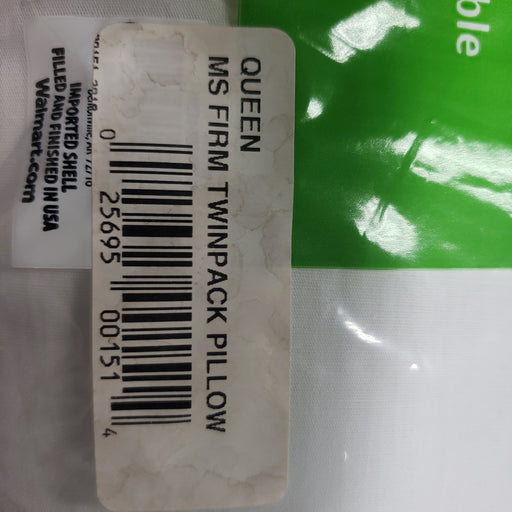 QUEEN
MS FIRM TWINPACK PILLOW
0 25695 00151 4
IMPORTED SHELL
FILLED AND FINISHED IN USA
Walmart.com
ble